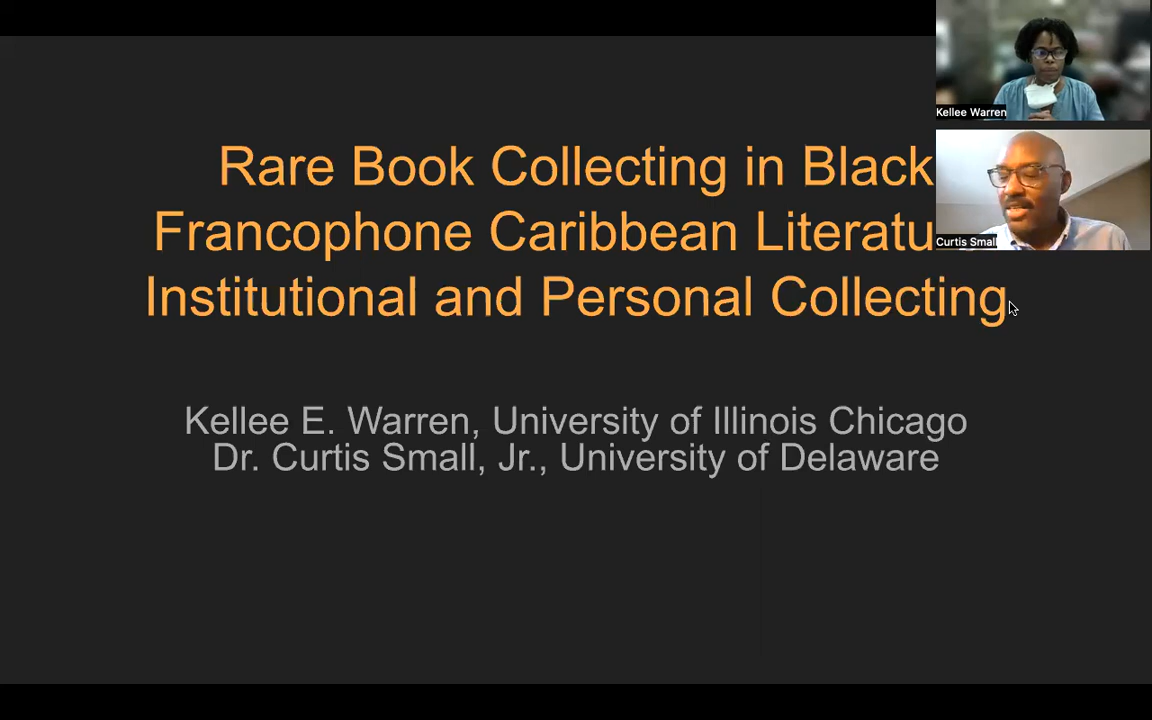 Rare Book Collecting in Black
Francophone Caribbean Literatu
Institutional and Personal Collecting
Kellee E. Warren, University of Illinois Chicago
Dr. Curtis Small, Jr., University of Delaware
Kellee Warren
Curtis Small